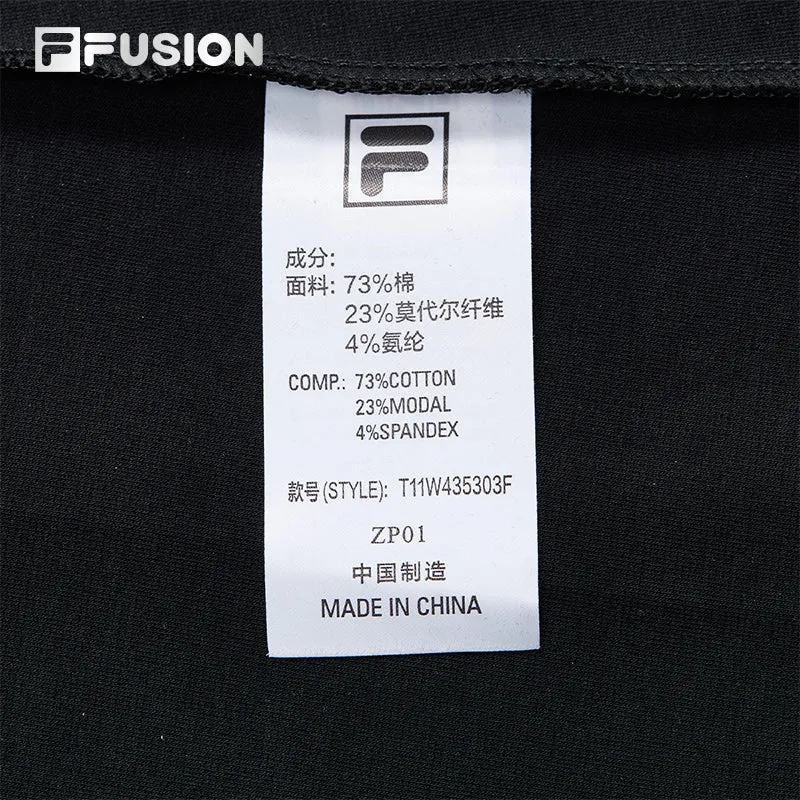 FUSION
成分:
面料: 73%棉
23%莫代尔纤维
4%氨纶
COMP.: 73%COTTON
23%MODAL
4%SPANDEX
款号(STYLE): T11W435303F
ZP01
中国制造
MADE IN CHINA